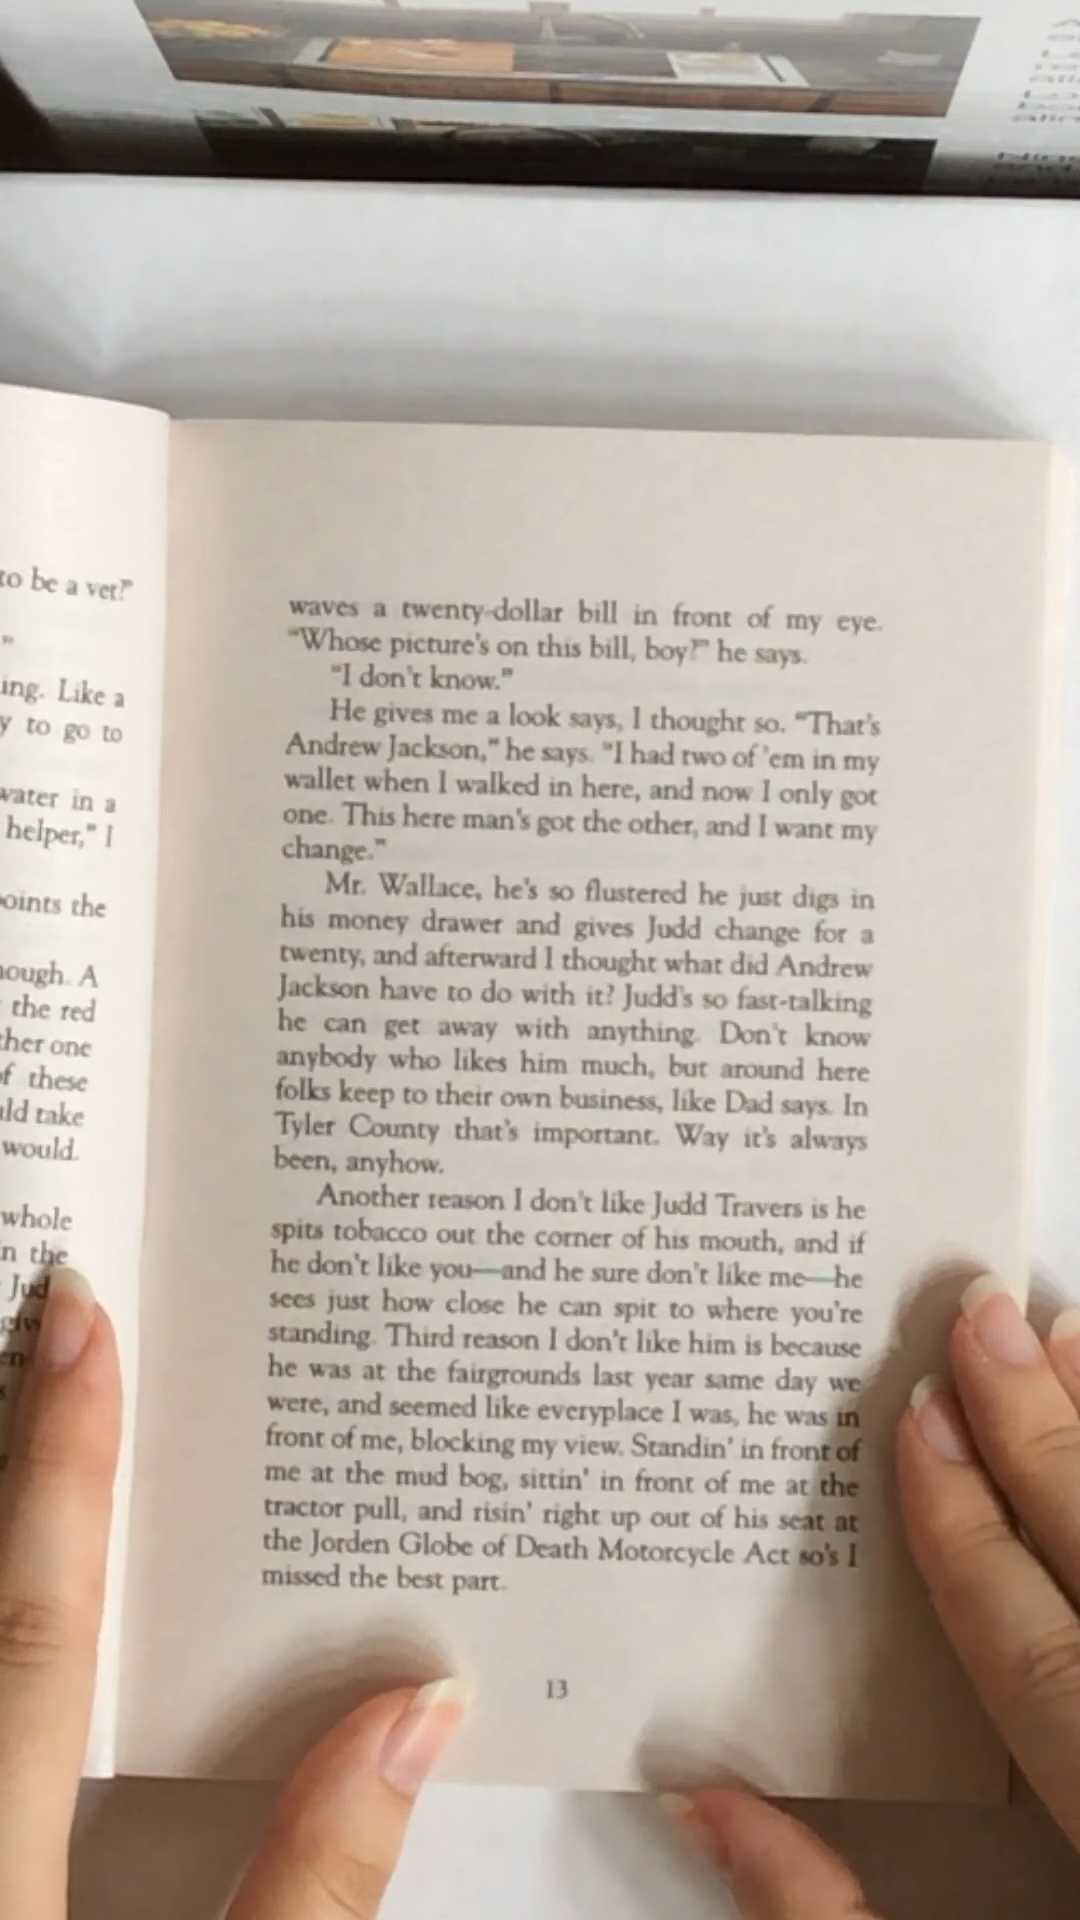 to be a vet?"
"
ing. Like a
y to go to
water in a
helper," I
oints the
nough. A
the red
ther one
of these
uld take
would.
whole
n the
Jud
giv
en-
waves a twenty-dollar bill in front of my eye.
"Whose picture's on this bill, boy?" he says.
"I don't know."
He gives me a look says, I thought so. "That's
Andrew Jackson," he says. "I had two of 'em in my
wallet when I walked in here, and now I only got
one. This here man's got the other, and I want my
change."
Mr. Wallace, he's so flustered he just digs in
his money drawer and gives Judd change for a
twenty, and afterward I thought what did Andrew
Jackson have to do with it? Judd's so fast-talking
he can get away with anything. Don't know
anybody who likes him much, but around here
folks keep to their own business, like Dad says. In
Tyler County that's important. Way it's always
been, anyhow.
Another reason I don't like Judd Travers is he
spits tobacco out the corner of his mouth, and if
he don't like you—and he sure don't like me—he
sees just how close he can spit to where you're
standing. Third reason I don't like him is because
he was at the fairgrounds last year same day we
were, and seemed like everyplace I was, he was in
front of me, blocking my view. Standin' in front of
me at the mud bog, sittin' in front of me at the
tractor pull, and risin' right up out of his seat at
the Jorden Globe of Death Motorcycle Act so's I
missed the best part.
13